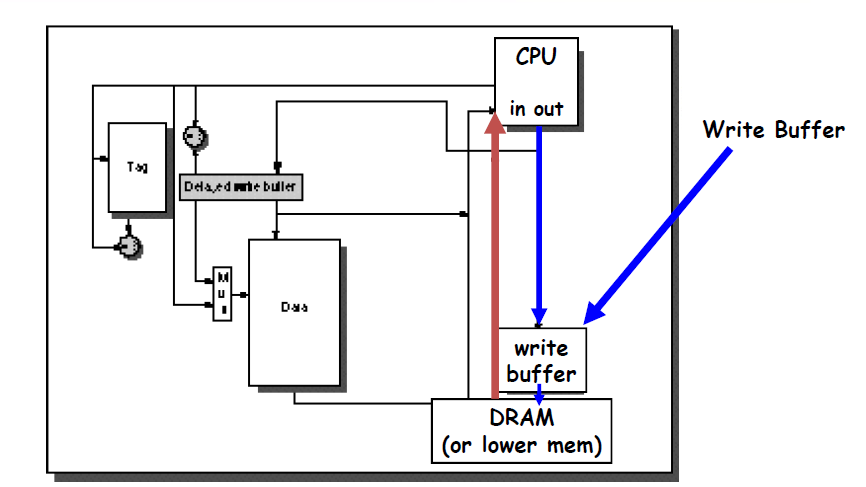 CPU
in out
Write Buffer
Tag
Delayed write buffer
M
u
Data
write
buffer
DRAM
(or lower mem)